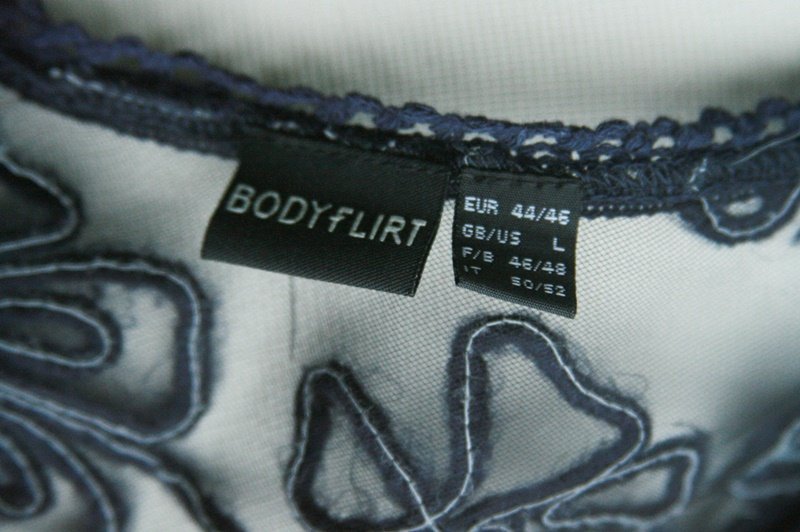 BODYfLIRT
EUR 44/46
GB/US L
F/B 46/48
IT 50/52